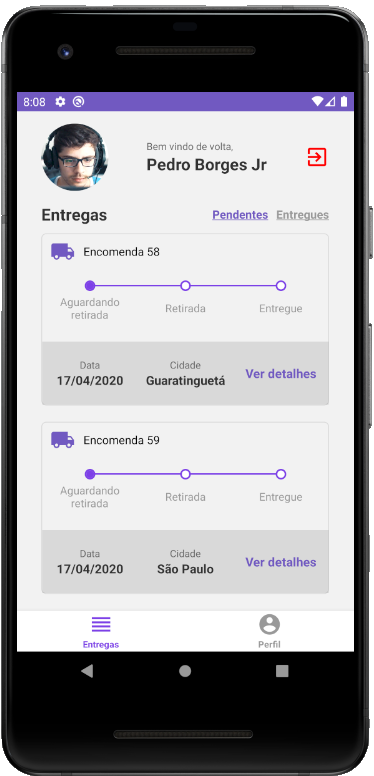 8:08
Bem vindo de volta,
Pedro Borges Jr
Entregas
Pendentes Entregues
Encomenda 58
Aguardando
retirada
Retirada
Entregue
Data
17/04/2020
Cidade
Guaratinguetá
Ver detalhes
Encomenda 59
Aguardando
retirada
Retirada
Entregue
Data
17/04/2020
Cidade
São Paulo
Ver detalhes
Entregas
Perfil